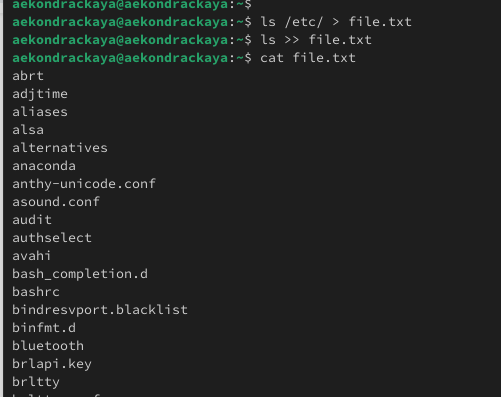 aekondrackaya@aekondrackaya:~$
aekondrackaya@aekondrackaya:~$ ls /etc/ > file.txt
aekondrackaya@aekondrackaya:~$ ls >> file.txt
aekondrackaya@aekondrackaya:~$ cat file.txt
abrt
adjtime
aliases
alsa
alternatives
anaconda
anthy-unicode.conf
asound.conf
audit
authselect
avahi
bash_completion.d
bashrc
bindresvport.blacklist
binfmt.d
bluetooth
brlapi.key
brltty